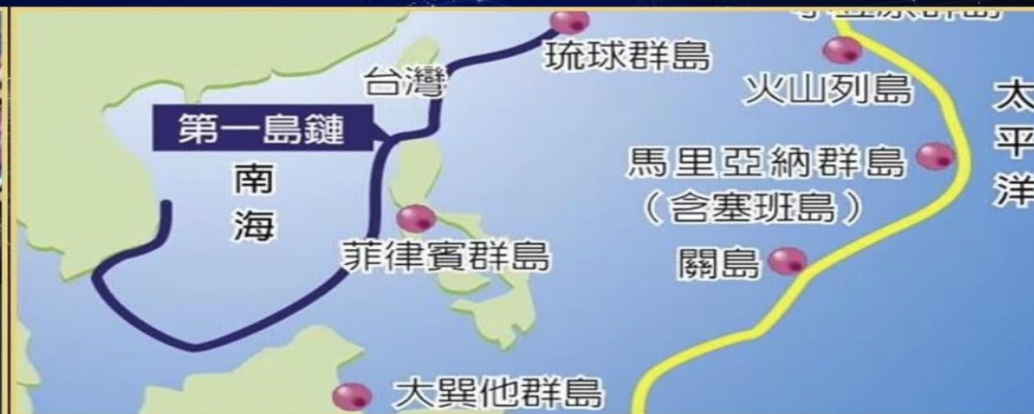 琉球群島
台灣
火山列島
太平洋
第一島鏈
馬里亞納群島
（含塞班島）
南海
菲律賓群島
關島
大巽他群島